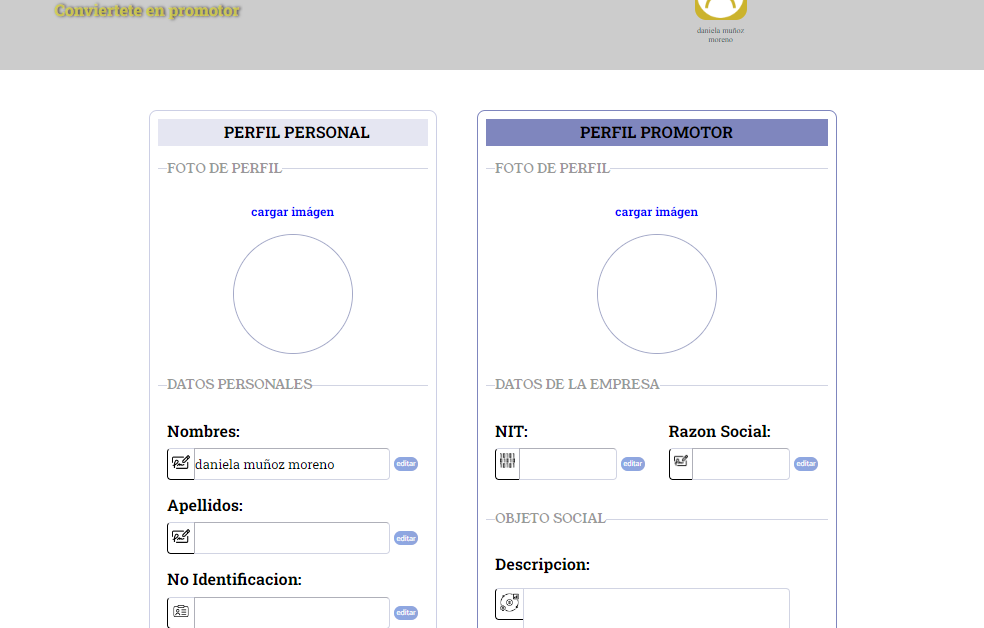 Conviertete en promotor
daniela muñoz
moreno
PERFIL PERSONAL
FOTO DE PERFIL
cargar imágen
DATOS PERSONALES
Nombres:
daniela muñoz moreno
editar
Apellidos:
editar
No Identificacion:
editar
PERFIL PROMOTOR
FOTO DE PERFIL
cargar imágen
DATOS DE LA EMPRESA
NIT:
editar
Razon Social:
editar
OBJETO SOCIAL
Descripcion: